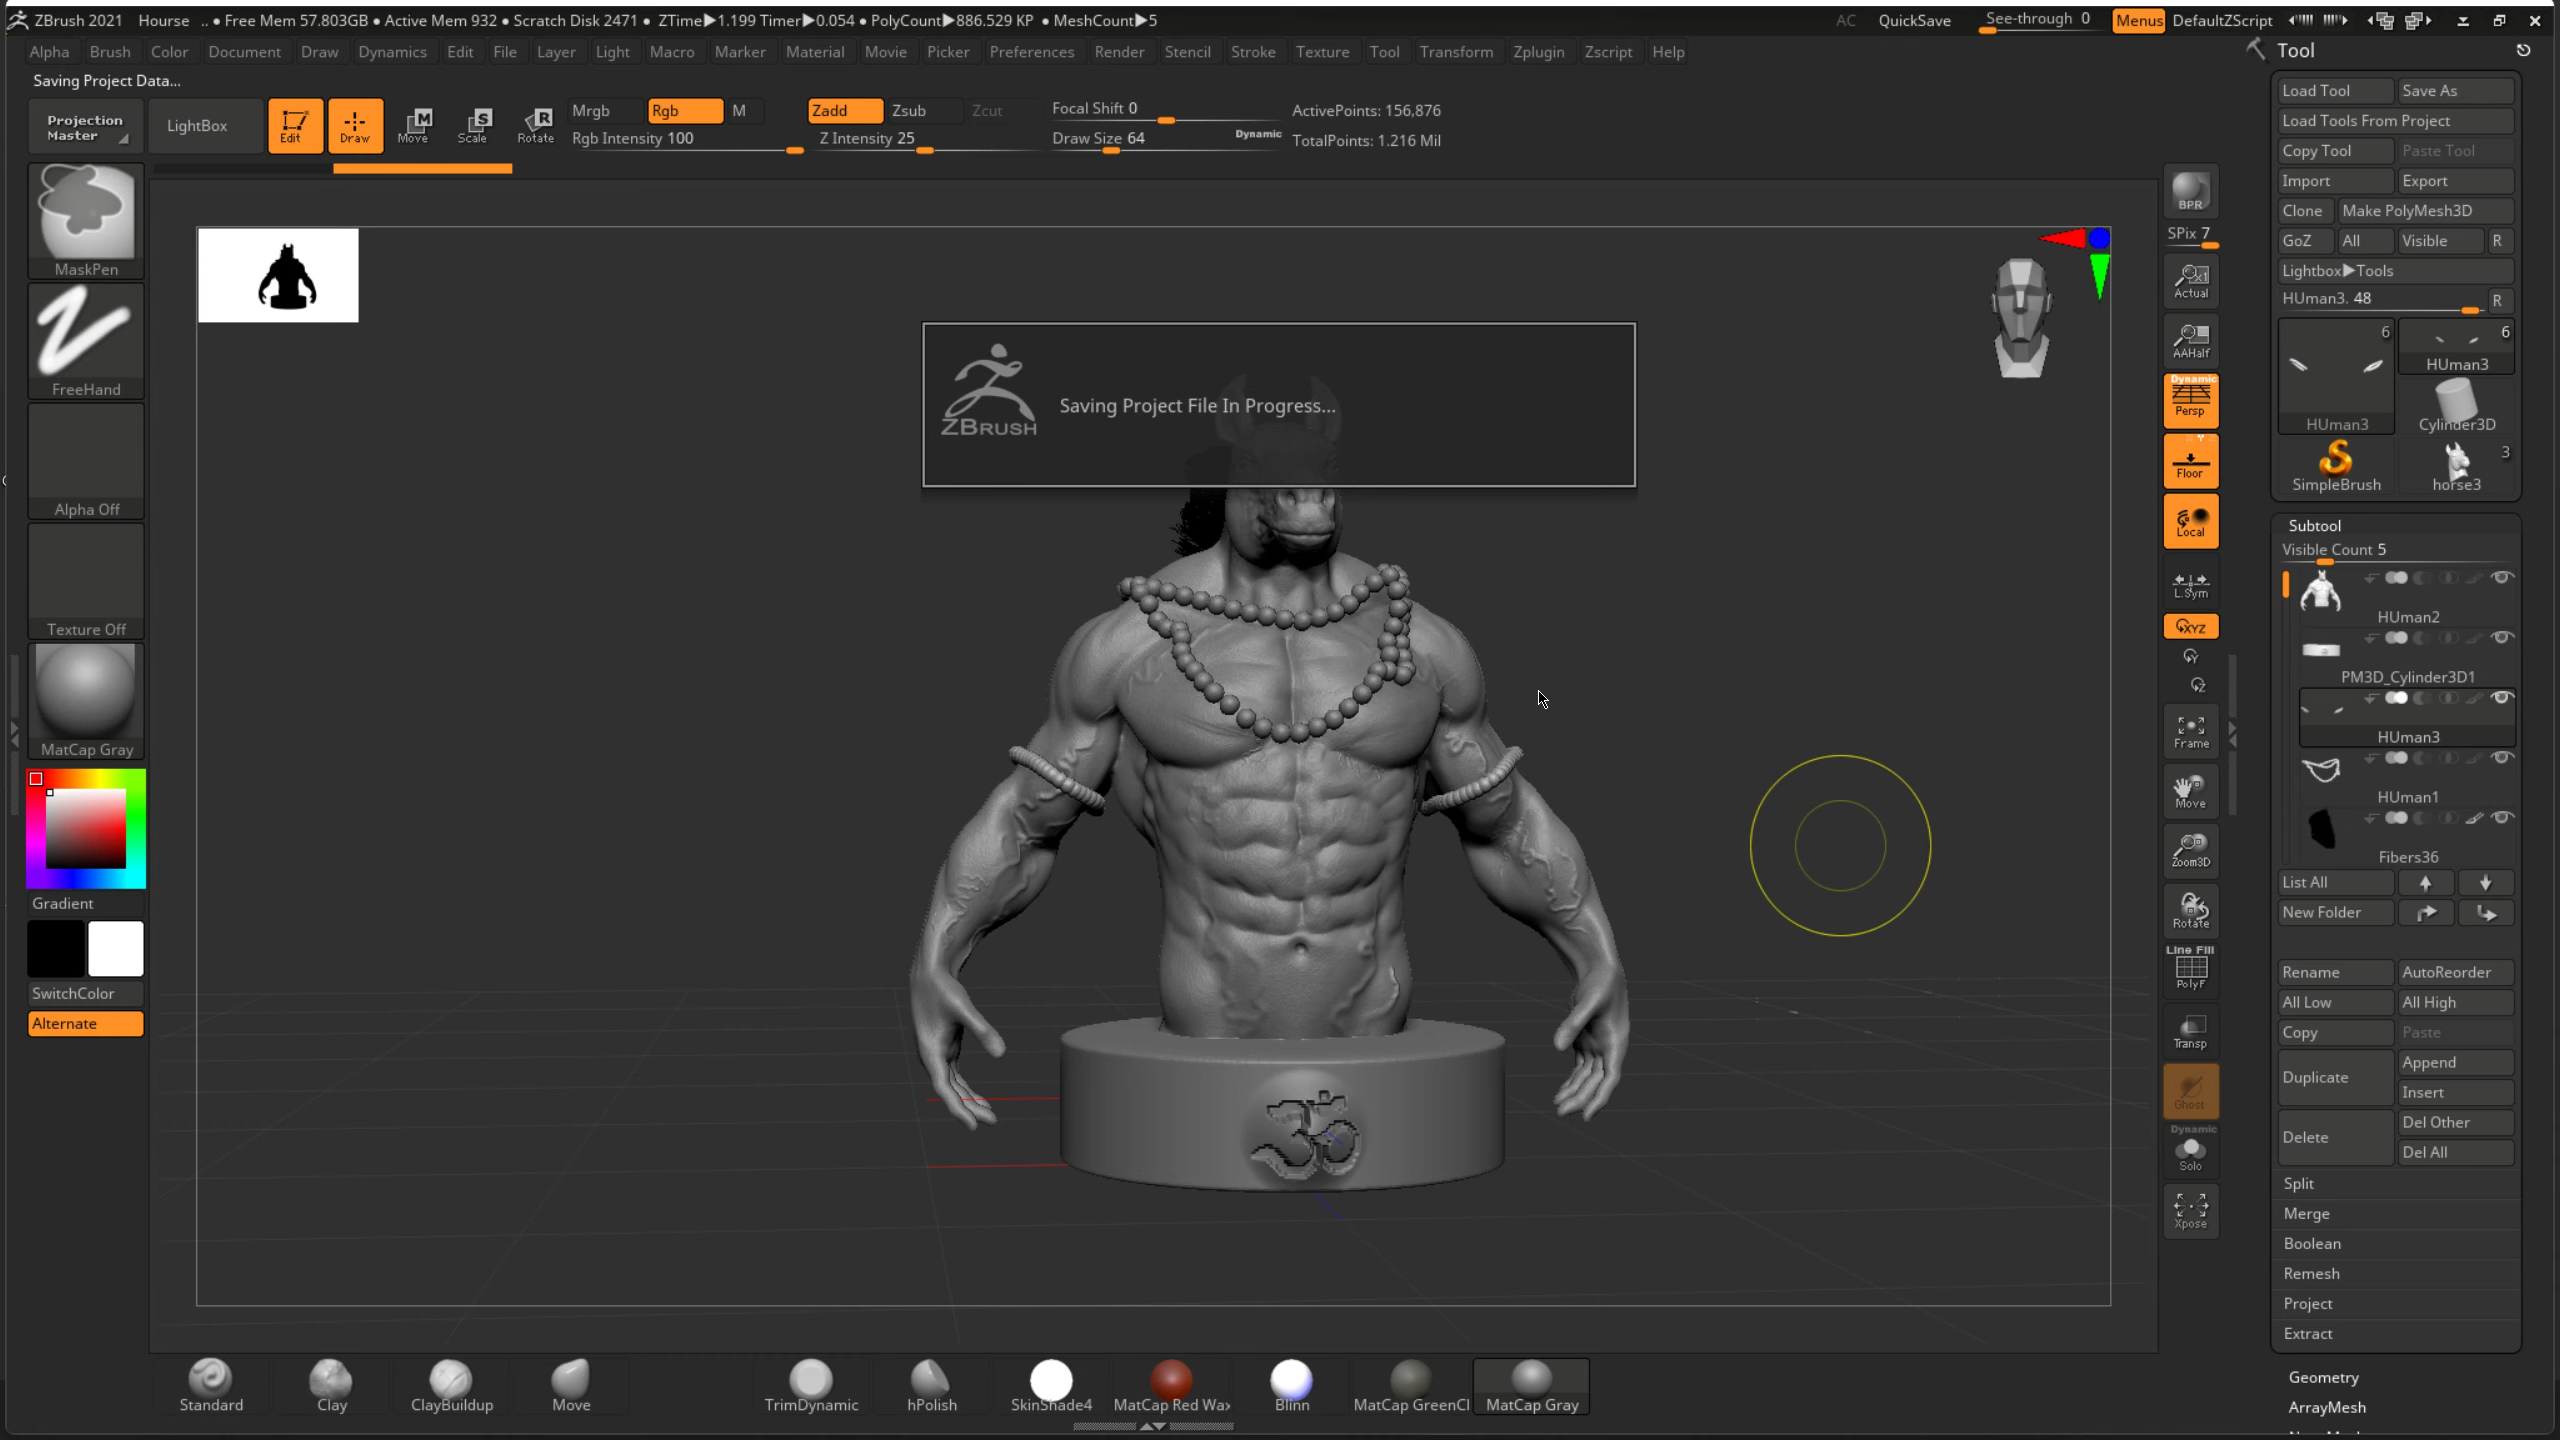 ZBrush 2021 Hourse .. • Free Mem 57.803GB • Active Mem 932 • Scratch Disk 2471 • ZTime▶1.199 Timer▶0.054 • PolyCount▶886.529 KP • MeshCount▶5 AC QuickSave See-through 0 Menus DefaultZScript
Alpha Brush Color Document Draw Dynamics Edit File Layer Light Macro Marker Material Movie Picker Preferences Render Stencil Stroke Texture Tool Transform Zplugin Zscript Help
Saving Project Data...
Projection Master
LightBox
Edit
Draw
Move
Scale
Rotate
Mrgb Rgb M
Rgb Intensity 100
Zadd Zsub Zcut
Z Intensity 25
Focal Shift 0
Draw Size 64
Dynamic
ActivePoints: 156,876
TotalPoints: 1.216 Mil
MaskPen
FreeHand
Alpha Off
Texture Off
MatCap Gray
Gradient
SwitchColor
Alternate
ZBRUSH
Saving Project File In Progress...
ॐ
BPR
SPix 7
Actual
AAHalf
Dynamic
Persp
Floor
Local
L.Sym
XYZ
Y
Z
Frame
Move
Zoom3D
Rotate
Line Fill
PolyF
Transp
Ghost
Dynamic
Solo
Xpose
Tool
Load Tool Save As
Load Tools From Project
Copy Tool Paste Tool
Import Export
Clone Make PolyMesh3D
GoZ All Visible R
Lightbox▶Tools
HUman3. 48 R
6 6
HUman3
HUman3 Cylinder3D
3
SimpleBrush horse3
Subtool
Visible Count 5
HUman2
PM3D_Cylinder3D1
HUman3
HUman1
Fibers36
List All
New Folder
Rename AutoReorder
All Low All High
Copy Paste
Duplicate Append
Insert
Delete Del Other
Del All
Split
Merge
Boolean
Remesh
Project
Extract
Geometry
ArrayMesh
Standard Clay ClayBuildup Move TrimDynamic hPolish SkinShade4 MatCap Red Wax Blinn MatCap GreenCl MatCap Gray